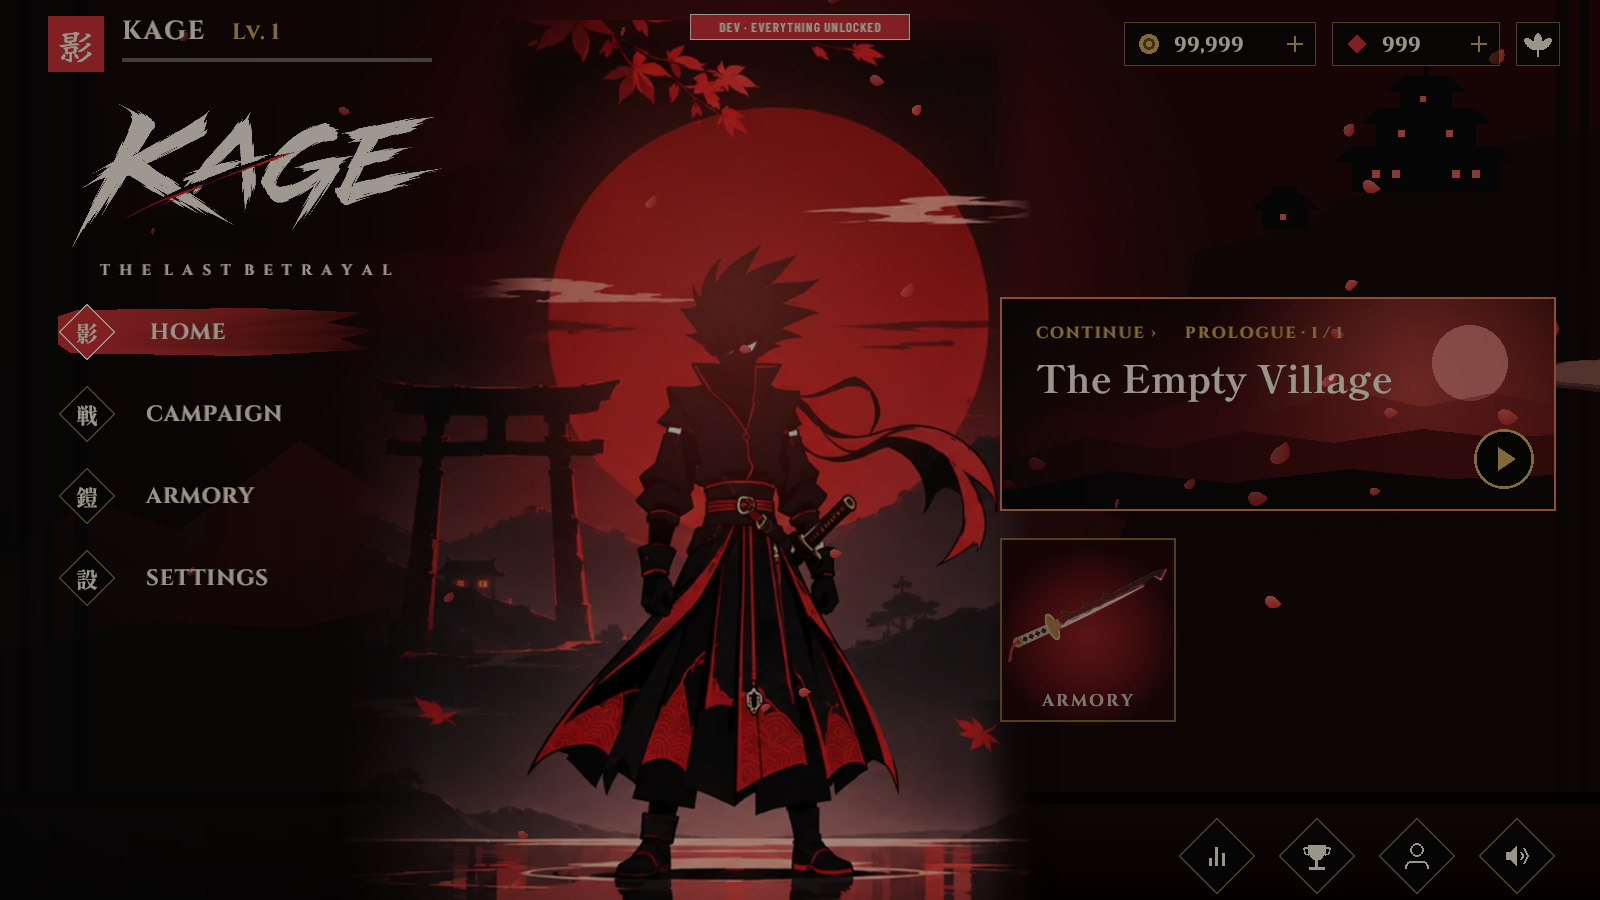 影
KAGE Lv. 1
DEV · EVERYTHING UNLOCKED
99,999 +
999 +
KAGE
THE LAST BETRAYAL
影 HOME
戦 CAMPAIGN
鎧 ARMORY
設 SETTINGS
CONTINUE › PROLOGUE · 1 / 1
The Empty Village
ARMORY